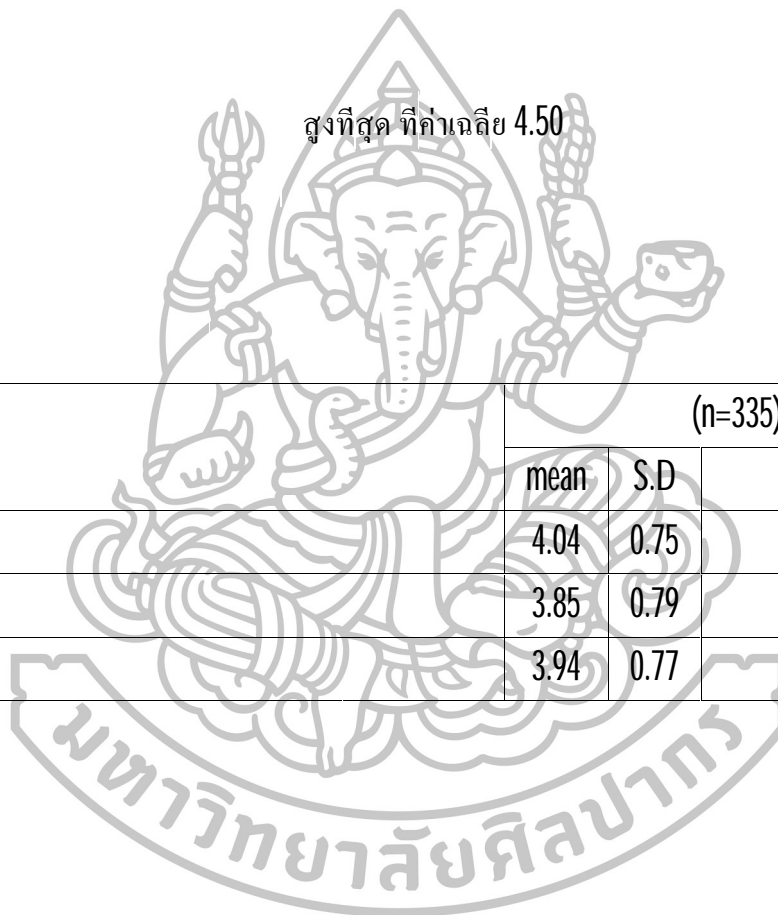 สูงที่สุด ที่ค่าเฉลี่ย 4.50
(n=335)
mean S.D
4.04 0.75
3.85 0.79
3.94 0.77
มหาวิทยาลัยศิลปากร